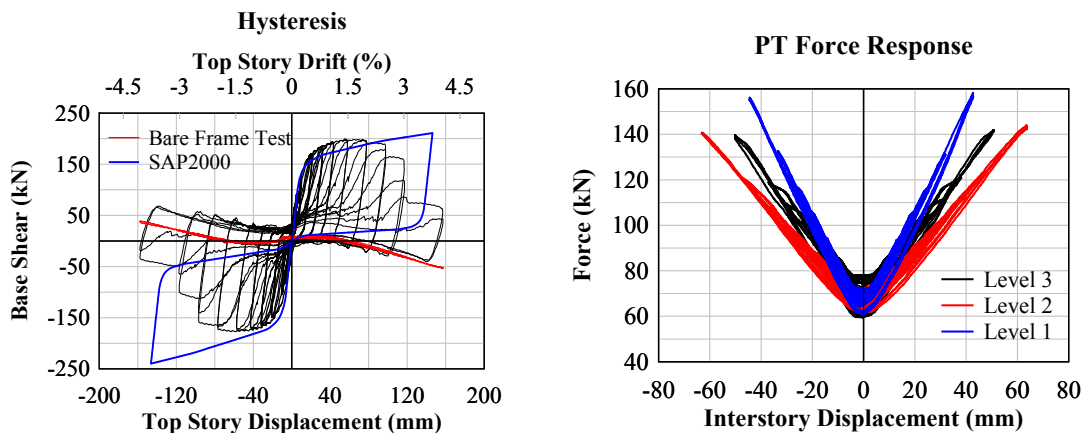 Hysteresis
Top Story Drift (%)
-4.5 -3 -1.5 0 1.5 3 4.5
250
150
50
-50
-150
-250
Base Shear (kN)
Bare Frame Test
SAP2000
-200 -120 -40 40 120 200
Top Story Displacement (mm)
PT Force Response
160
140
120
100
80
60
40
Force (kN)
Level 3
Level 2
Level 1
-80 -60 -40 -20 0 20 40 60 80
Interstory Displacement (mm)